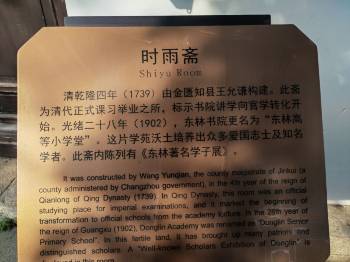 时雨斋
Shiyu Room
清乾隆四年（1739）由金匮知县王允谦构建。此斋
为清代正式课习举业之所，标示书院讲学向官学转化开
始。光绪二十八年（1902），东林书院更名为“东林高
等小学堂”。这片学苑沃土培养出众多爱国志士及知名
学者。此斋内陈列有《东林著名学子展》。
It was constructed by Wang Yunqian, the county magistrate of Jinkui (a
county administered by Changzhou government), in the 4th year of the reign of
Qianlong of Qing Dynasty (1739). In Qing Dynasty, this room was an official
studying place for imperial examinations, and it marked the beginning of
transformation to official schools from the academy lecture. In the 28th year of
the reign of Guangxu (1902), Donglin Academy was renamed as "Donglin Senior
Primary School". In this fertile land, it has brought up many patriots and
distinguished scholars. A "Well-known Scholars Exhibition of Donglin" is
in this room.